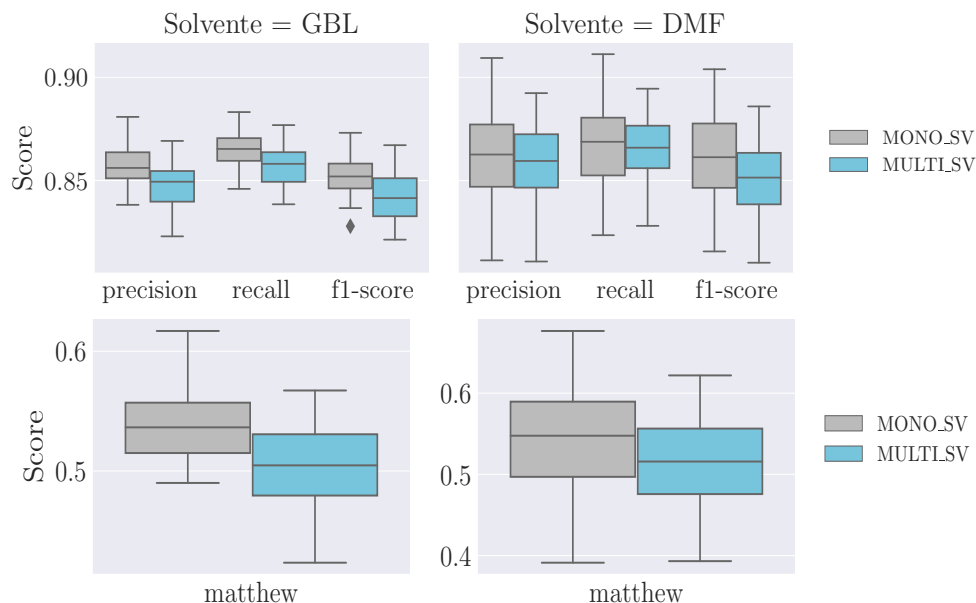 Solvente = GBL
Solvente = DMF
0.90
0.85
Score
precision recall f1-score
precision recall f1-score
MONO_SV
MULTI_SV
0.6
0.5
Score
matthew
0.6
0.5
0.4
matthew
MONO_SV
MULTI_SV